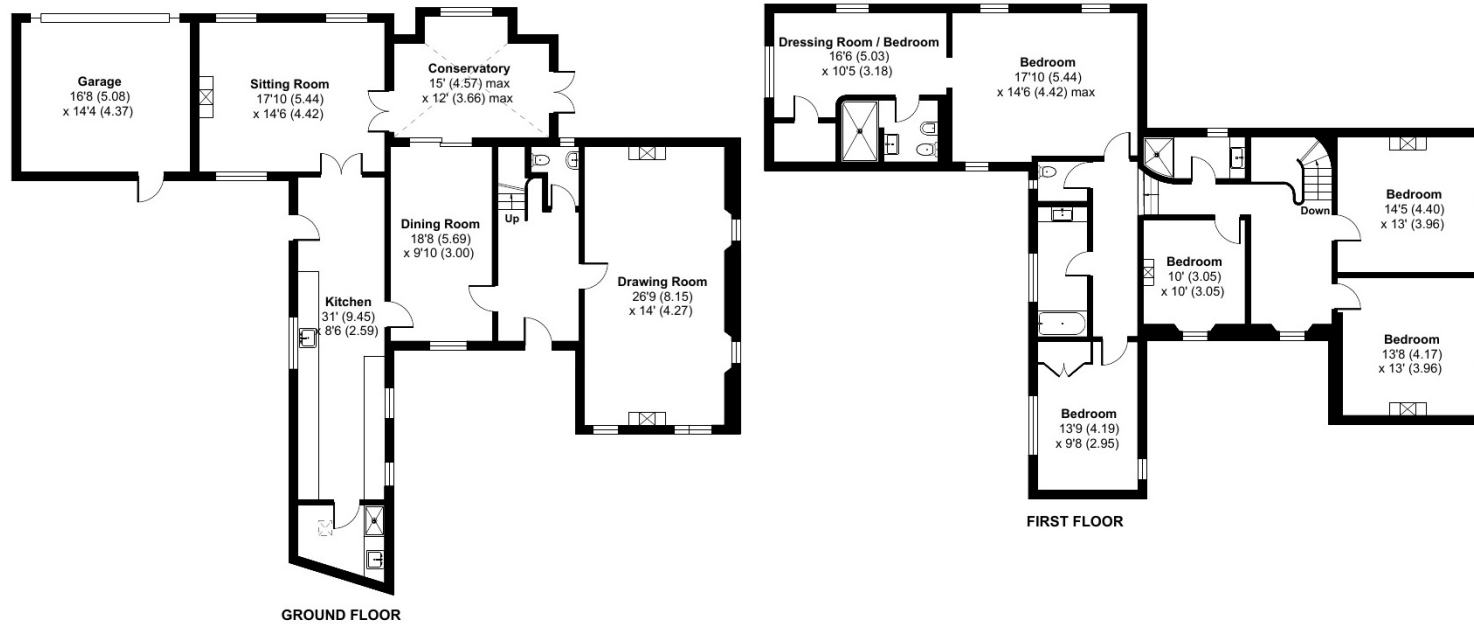 Garage
16'8 (5.08)
x 14'4 (4.37)
Sitting Room
17'10 (5.44)
x 14'6 (4.42)
Conservatory
15' (4.57) max
x 12' (3.66) max
Dining Room
18'8 (5.69)
x 9'10 (3.00)
Up
Drawing Room
26'9 (8.15)
x 14' (4.27)
Kitchen
31' (9.45)
x 8'6 (2.59)
GROUND FLOOR
Dressing Room / Bedroom
16'6 (5.03)
x 10'5 (3.18)
Bedroom
17'10 (5.44)
x 14'6 (4.42) max
Bedroom
14'5 (4.40)
x 13' (3.96)
Down
Bedroom
10' (3.05)
x 10' (3.05)
Bedroom
13'8 (4.17)
x 13' (3.96)
Bedroom
13'9 (4.19)
x 9'8 (2.95)
FIRST FLOOR